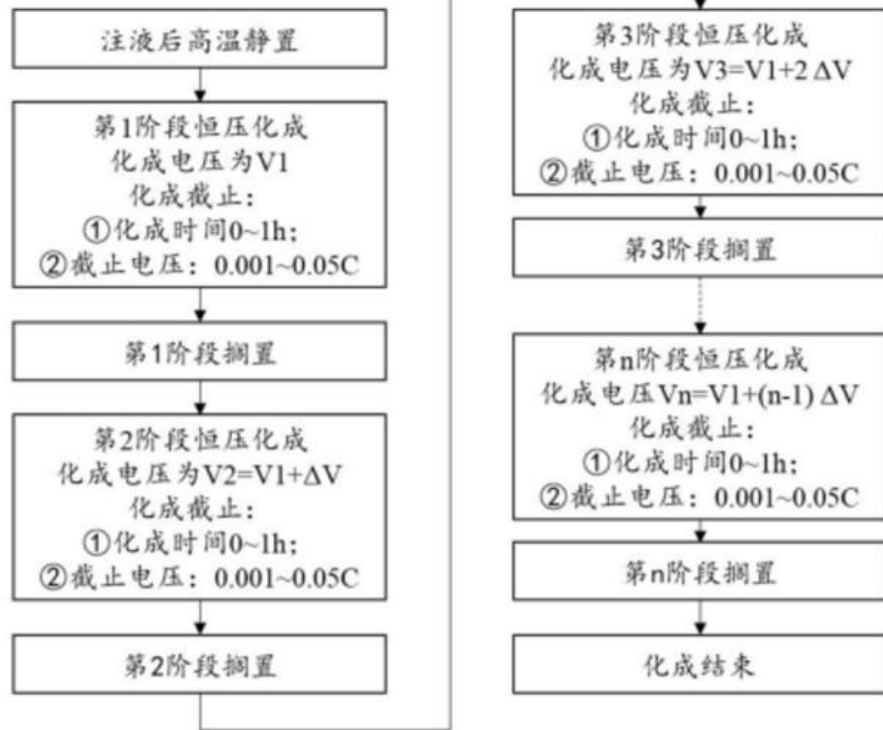 注液后高温静置
第1阶段恒压化成
化成电压为V1
化成截止：
①化成时间0~1h；
②截止电压：0.001~0.05C
第1阶段搁置
第2阶段恒压化成
化成电压为V2=V1+ΔV
化成截止：
①化成时间0~1h；
②截止电压：0.001~0.05C
第2阶段搁置
第3阶段恒压化成
化成电压为V3=V1+2ΔV
化成截止：
①化成时间0~1h；
②截止电压：0.001~0.05C
第3阶段搁置
第n阶段恒压化成
化成电压Vn=V1+(n-1)ΔV
化成截止：
①化成时间0~1h；
②截止电压：0.001~0.05C
第n阶段搁置
化成结束